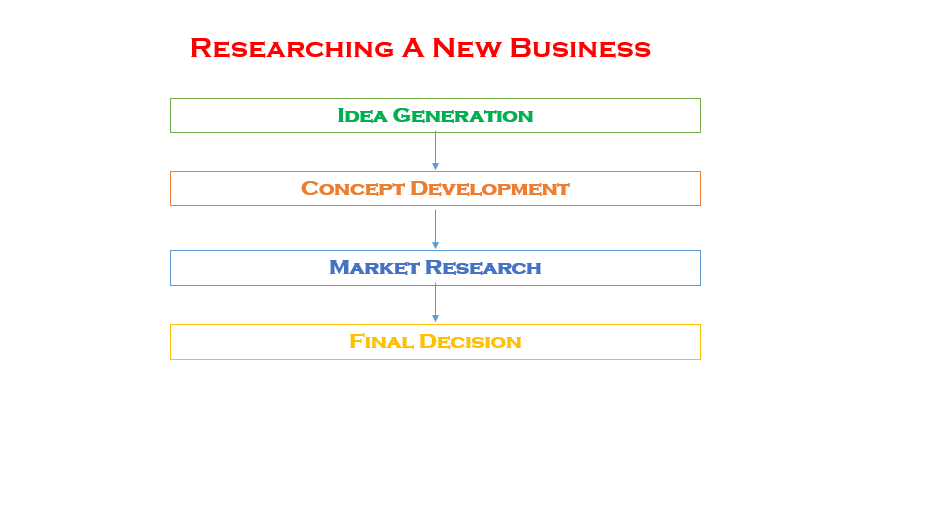 Researching A New Business
Idea Generation
Concept Development
Market Research
Final Decision